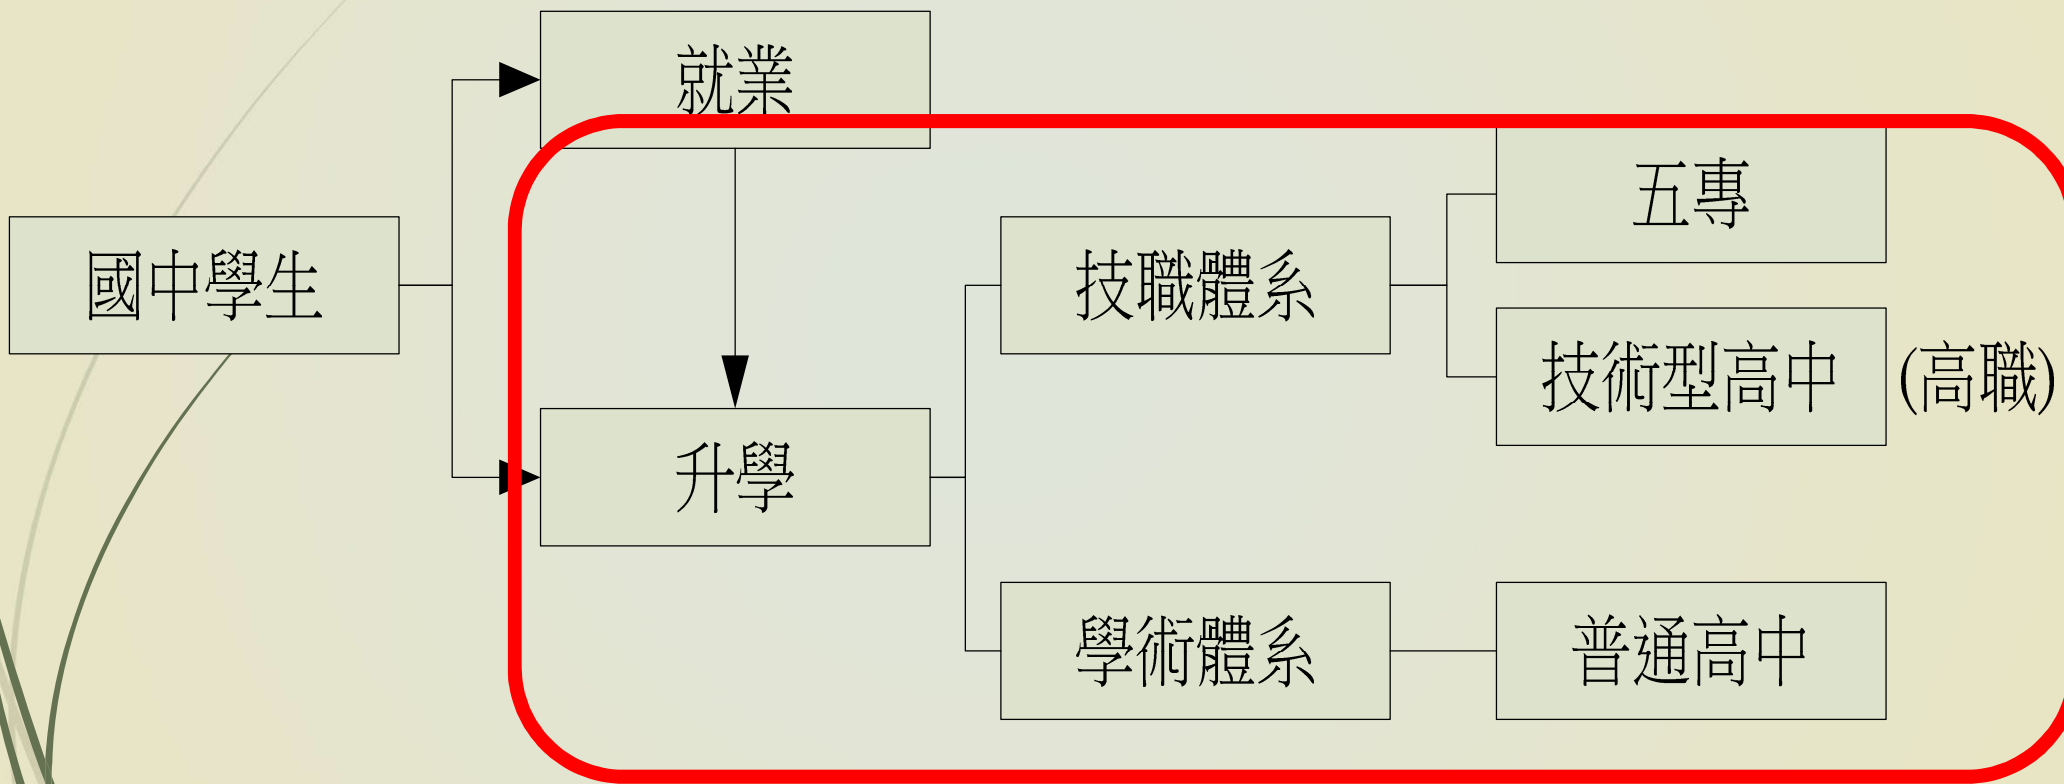 就業
五專
國中學生
技職體系
技術型高中 (高職)
升學
學術體系
普通高中